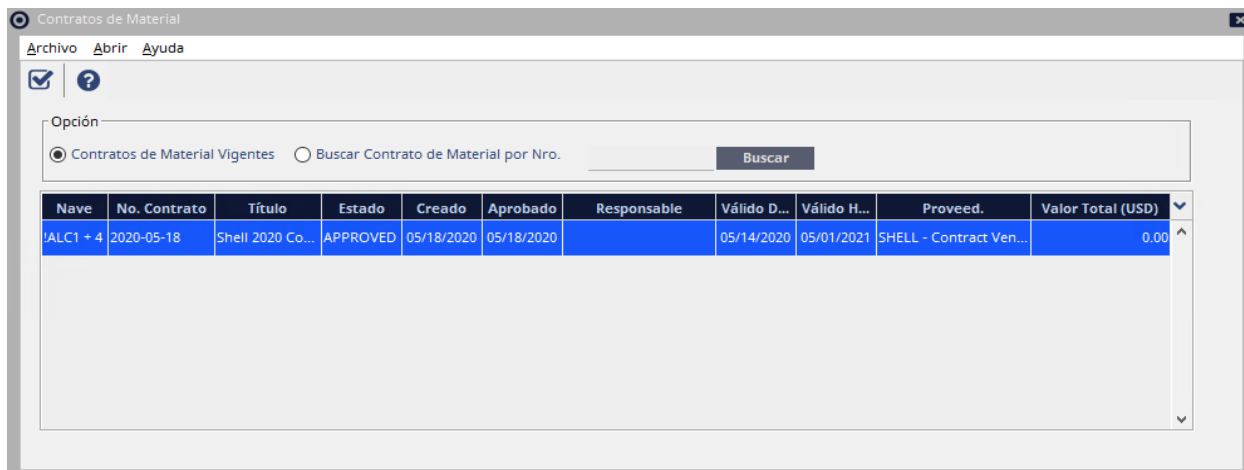 Contratos de Material
Archivo Abrir Ayuda
Opción
Contratos de Material Vigentes Buscar Contrato de Material por Nro. Buscar
Nave No. Contrato Título Estado Creado Aprobado Responsable Válido D... Válido H... Proveed. Valor Total (USD)
!ALC1 + 4 2020-05-18 Shell 2020 Co... APPROVED 05/18/2020 05/18/2020 05/14/2020 05/01/2021 SHELL - Contract Ven... 0.00